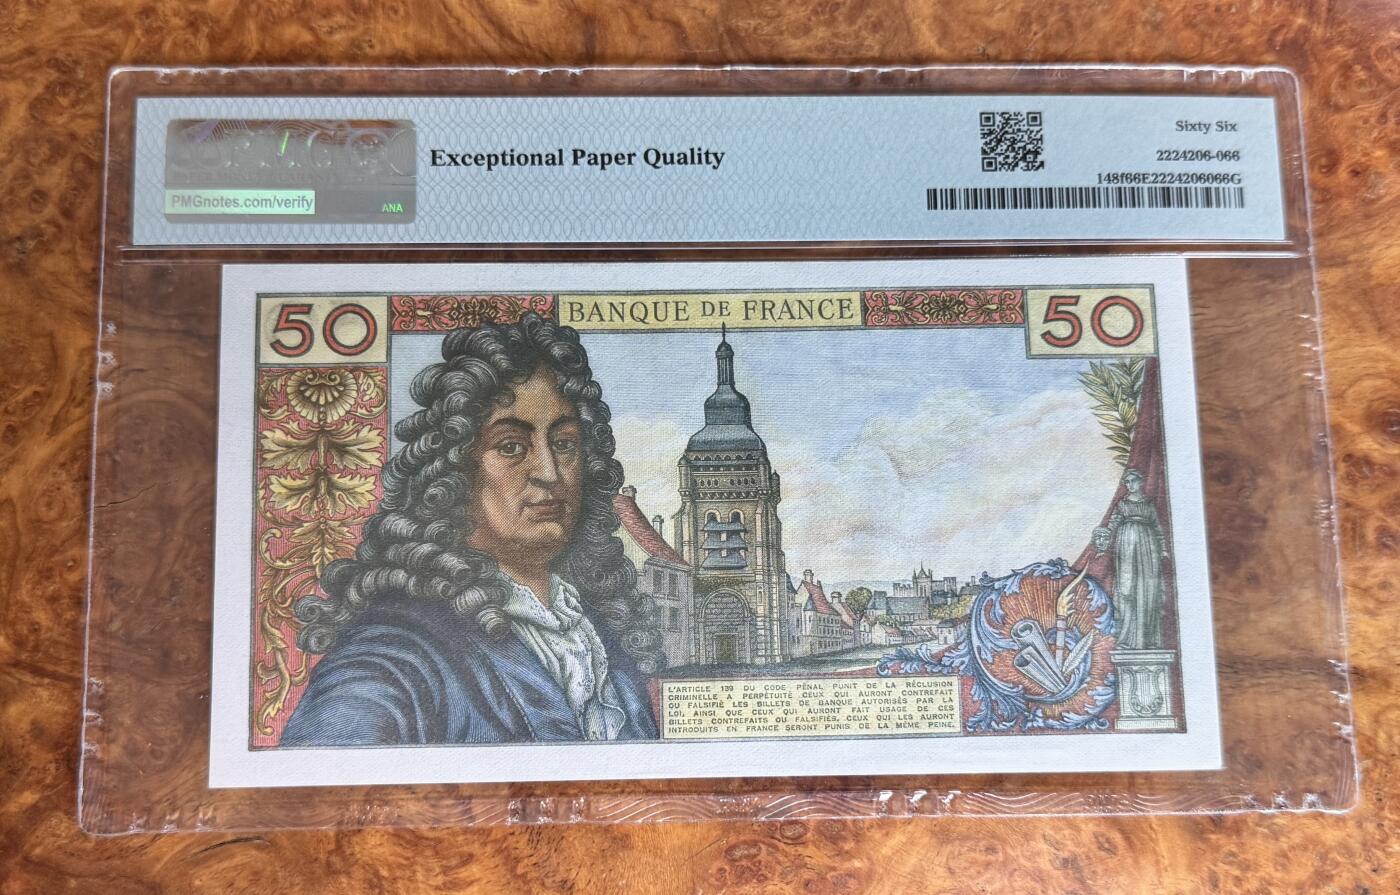 PMG
PMGnotes.com/verify
ANA
Exceptional Paper Quality
Sixty Six
2224206-066
148f66E2224206066G
50
BANQUE DE FRANCE
50
L'ARTICLE 139 DU CODE PÉNAL PUNIT DE LA RÉCLUSION
CRIMINELLE A PERPÉTUITÉ CEUX QUI AURONT CONTREFAIT
OU FALSIFIÉ LES BILLETS DE BANQUE AUTORISÉS PAR LA
LOI, AINSI QUE CEUX QUI AURONT FAIT USAGE DE CES
BILLETS CONTREFAITS OU FALSIFIÉS. CEUX QUI LES AURONT
INTRODUITS EN FRANCE SERONT PUNIS DE LA MÊME PEINE.